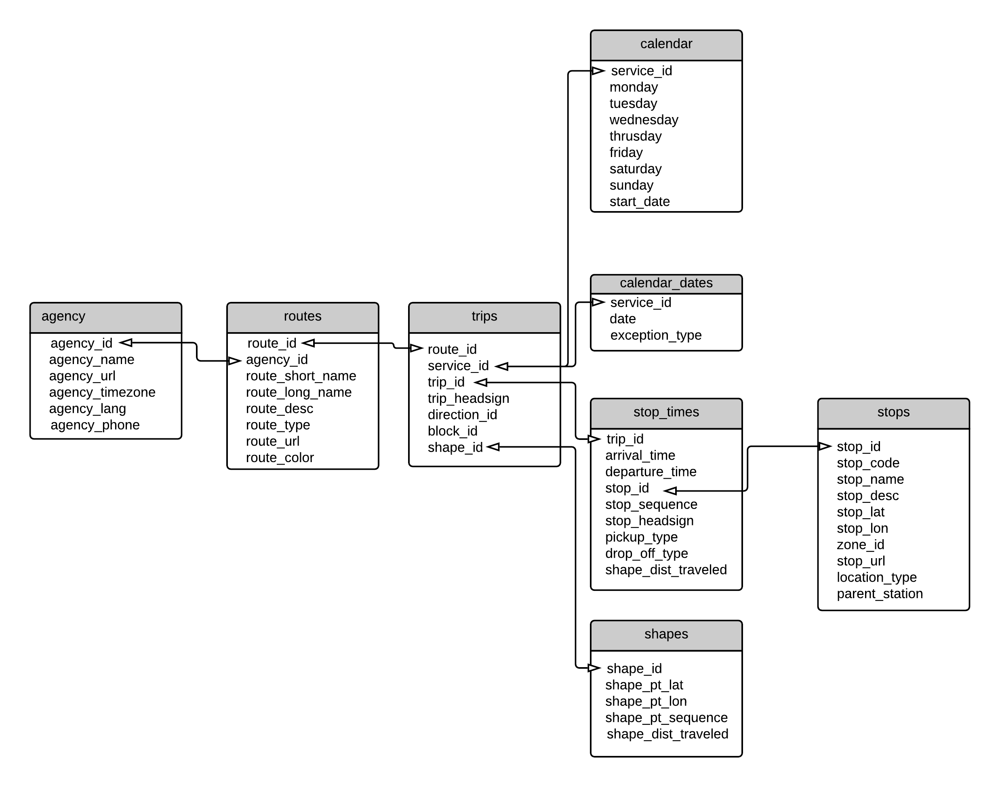 calendar
service_id
monday
tuesday
wednesday
thrusday
friday
saturday
sunday
start_date
calendar_dates
service_id
date
exception_type
agency
agency_id
agency_name
agency_url
agency_timezone
agency_lang
agency_phone
routes
route_id
agency_id
route_short_name
route_long_name
route_desc
route_type
route_url
route_color
trips
route_id
service_id
trip_id
trip_headsign
direction_id
block_id
shape_id
stop_times
trip_id
arrival_time
departure_time
stop_id
stop_sequence
stop_headsign
pickup_type
drop_off_type
shape_dist_traveled
stops
stop_id
stop_code
stop_name
stop_desc
stop_lat
stop_lon
zone_id
stop_url
location_type
parent_station
shapes
shape_id
shape_pt_lat
shape_pt_lon
shape_pt_sequence
shape_dist_traveled